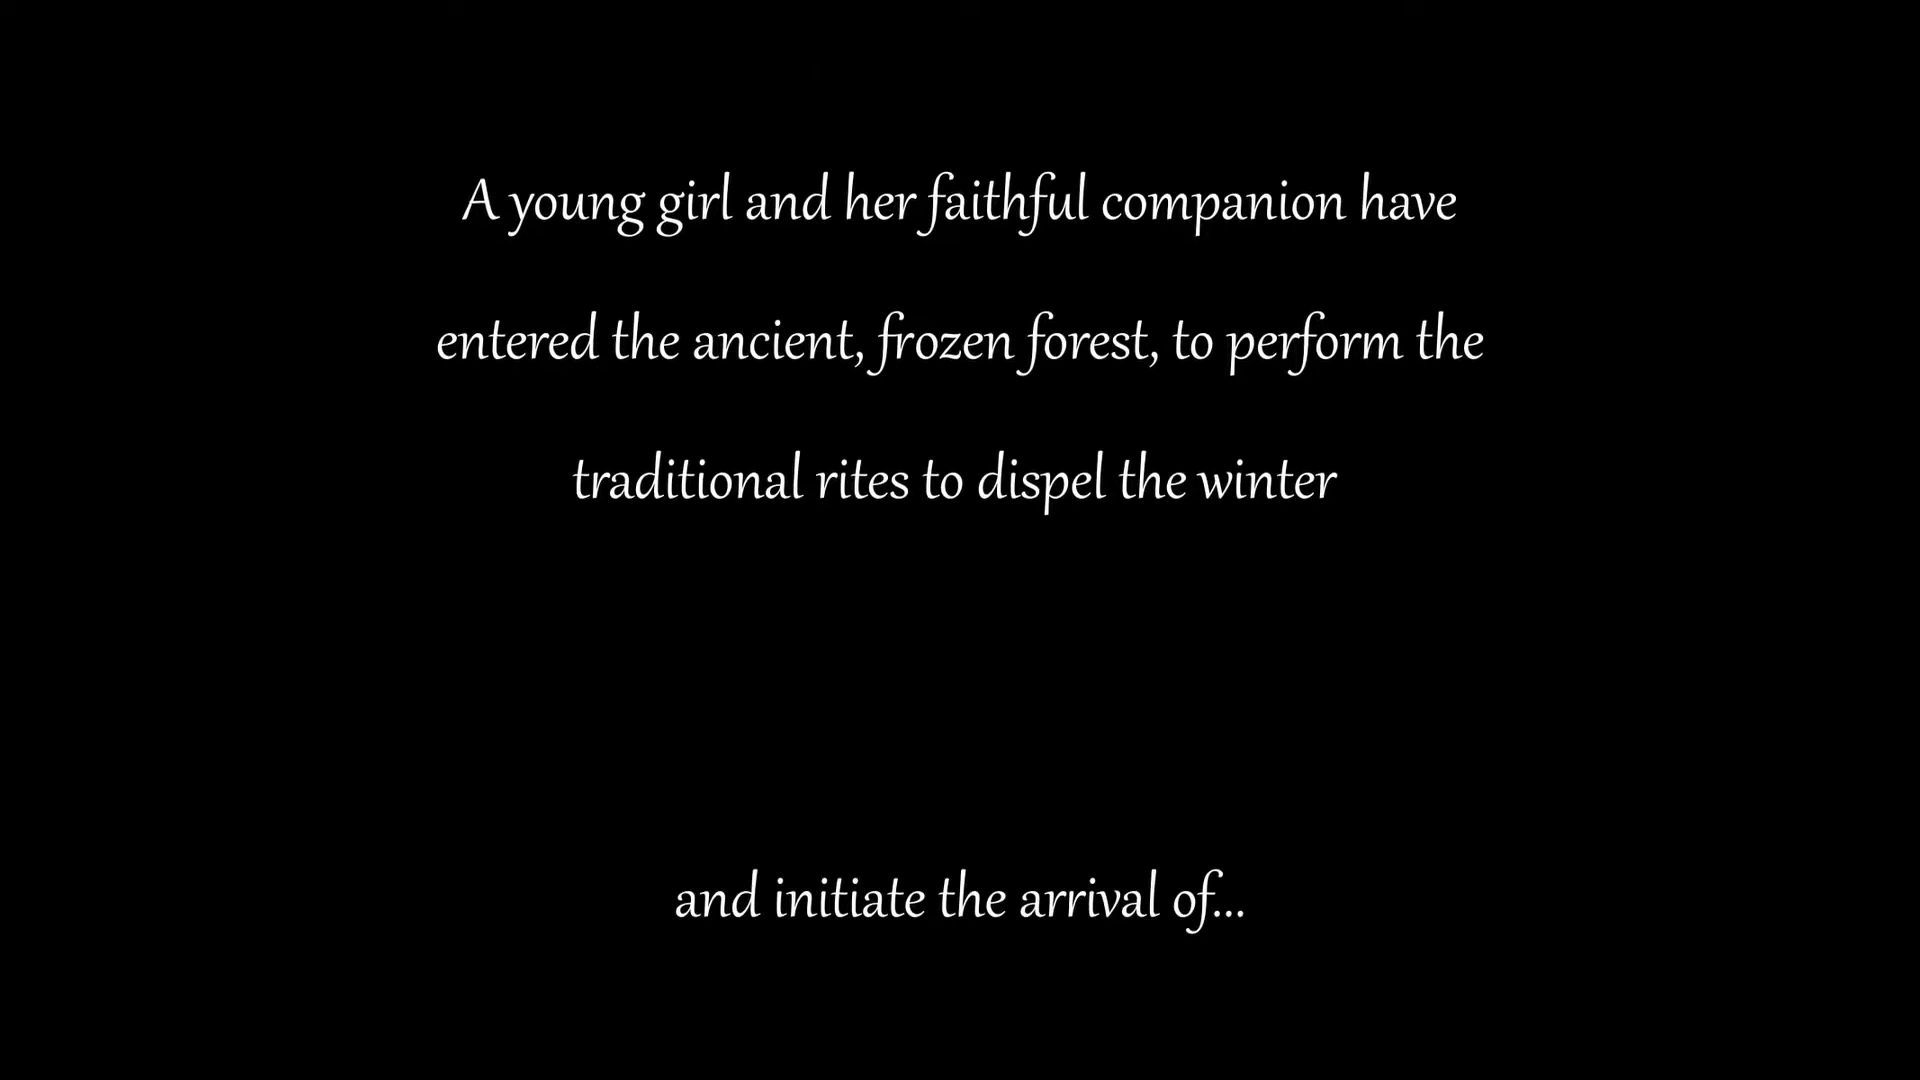 A young girl and her faithful companion have
entered the ancient, frozen forest, to perform the
traditional rites to dispel the winter
and initiate the arrival of...